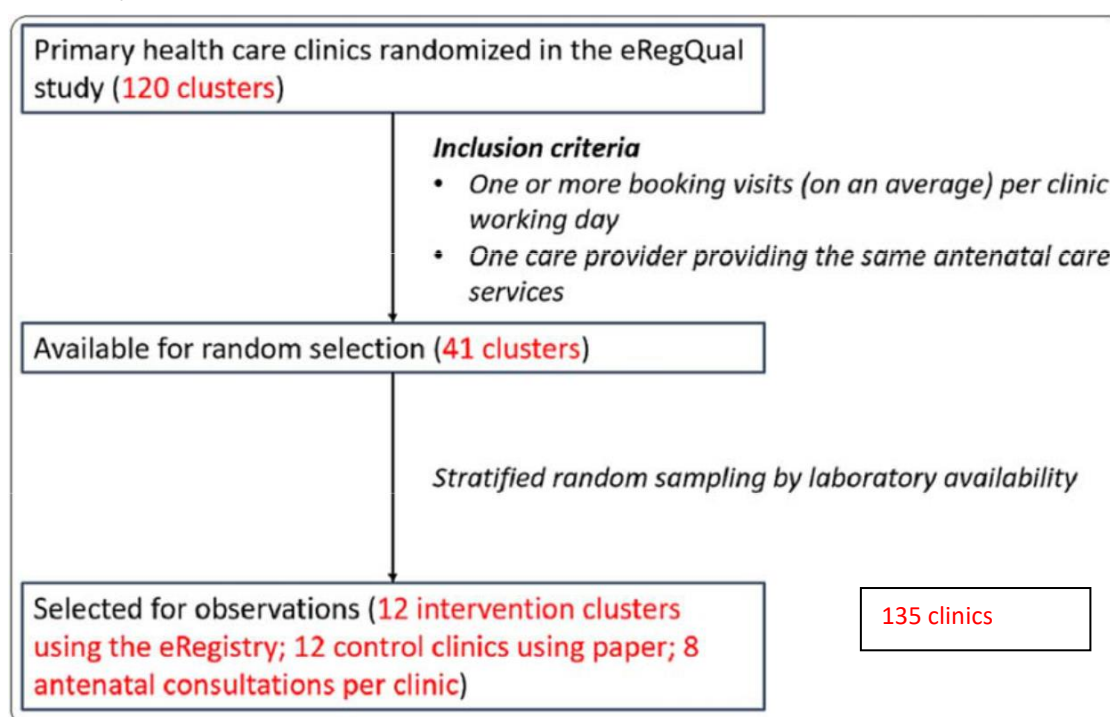 Primary health care clinics randomized in the eRegQual
study (120 clusters)
Inclusion criteria
• One or more booking visits (on an average) per clinic
working day
• One care provider providing the same antenatal care
services
Available for random selection (41 clusters)
Stratified random sampling by laboratory availability
Selected for observations (12 intervention clusters
using the eRegistry; 12 control clinics using paper; 8
antenatal consultations per clinic)
135 clinics